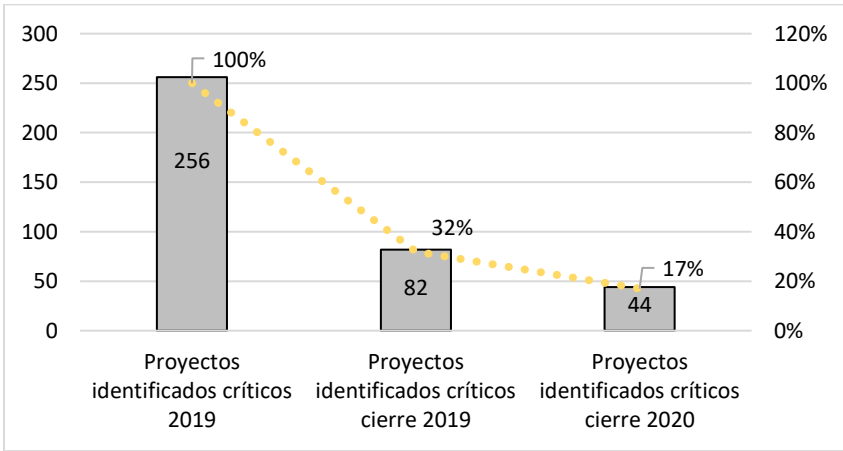 300
250
200
150
100
50
0
120%
100%
80%
60%
40%
20%
0%
100%
32%
17%
256
82
44
Proyectos
identificados críticos
2019
Proyectos
identificados críticos
cierre 2019
Proyectos
identificados críticos
cierre 2020